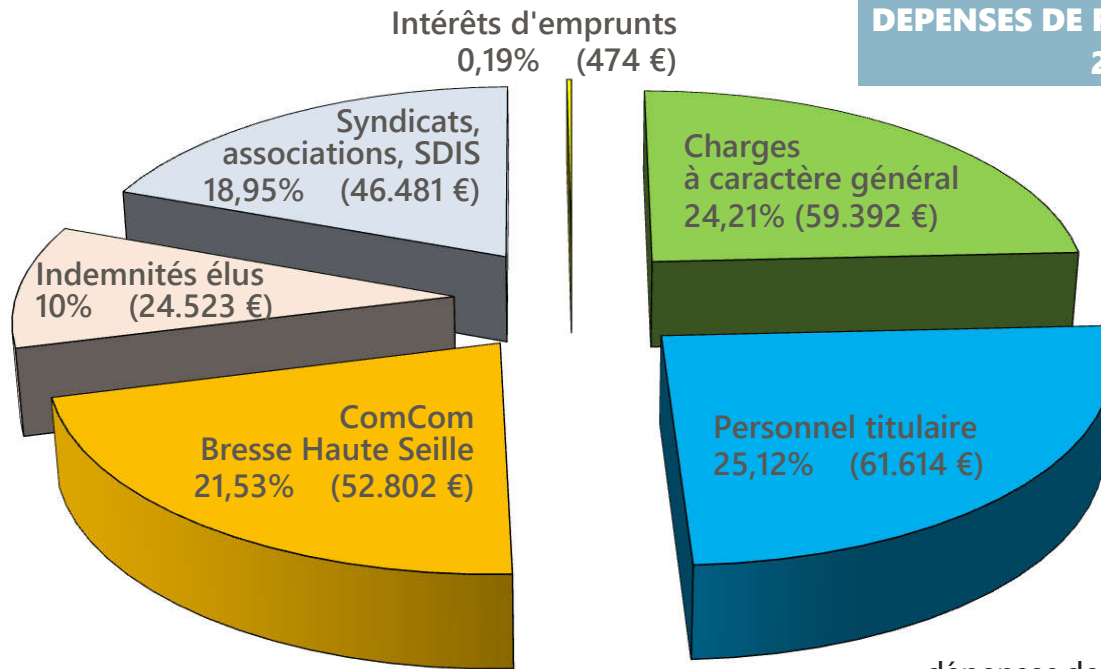 Intérêts d'emprunts
0,19% (474 €)
DEPENSES DE
2
Syndicats,
associations, SDIS
18,95% (46.481 €)
Charges
à caractère général
24,21% (59.392 €)
Indemnités élus
10% (24.523 €)
ComCom
Bresse Haute Seille
21,53% (52.802 €)
Personnel titulaire
25,12% (61.614 €)